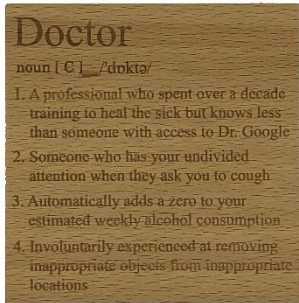 Doctor
noun [ C ]__/'dɒktə/
1. A professional who spent over a decade
training to heal the sick but knows less
than someone with access to Dr. Google
2. Someone who has your undivided
attention when they ask you to cough
3. Automatically adds a zero to your
estimated weekly alcohol consumption
4. Involuntarily experienced at removing
inappropriate objects from inappropriate
locations